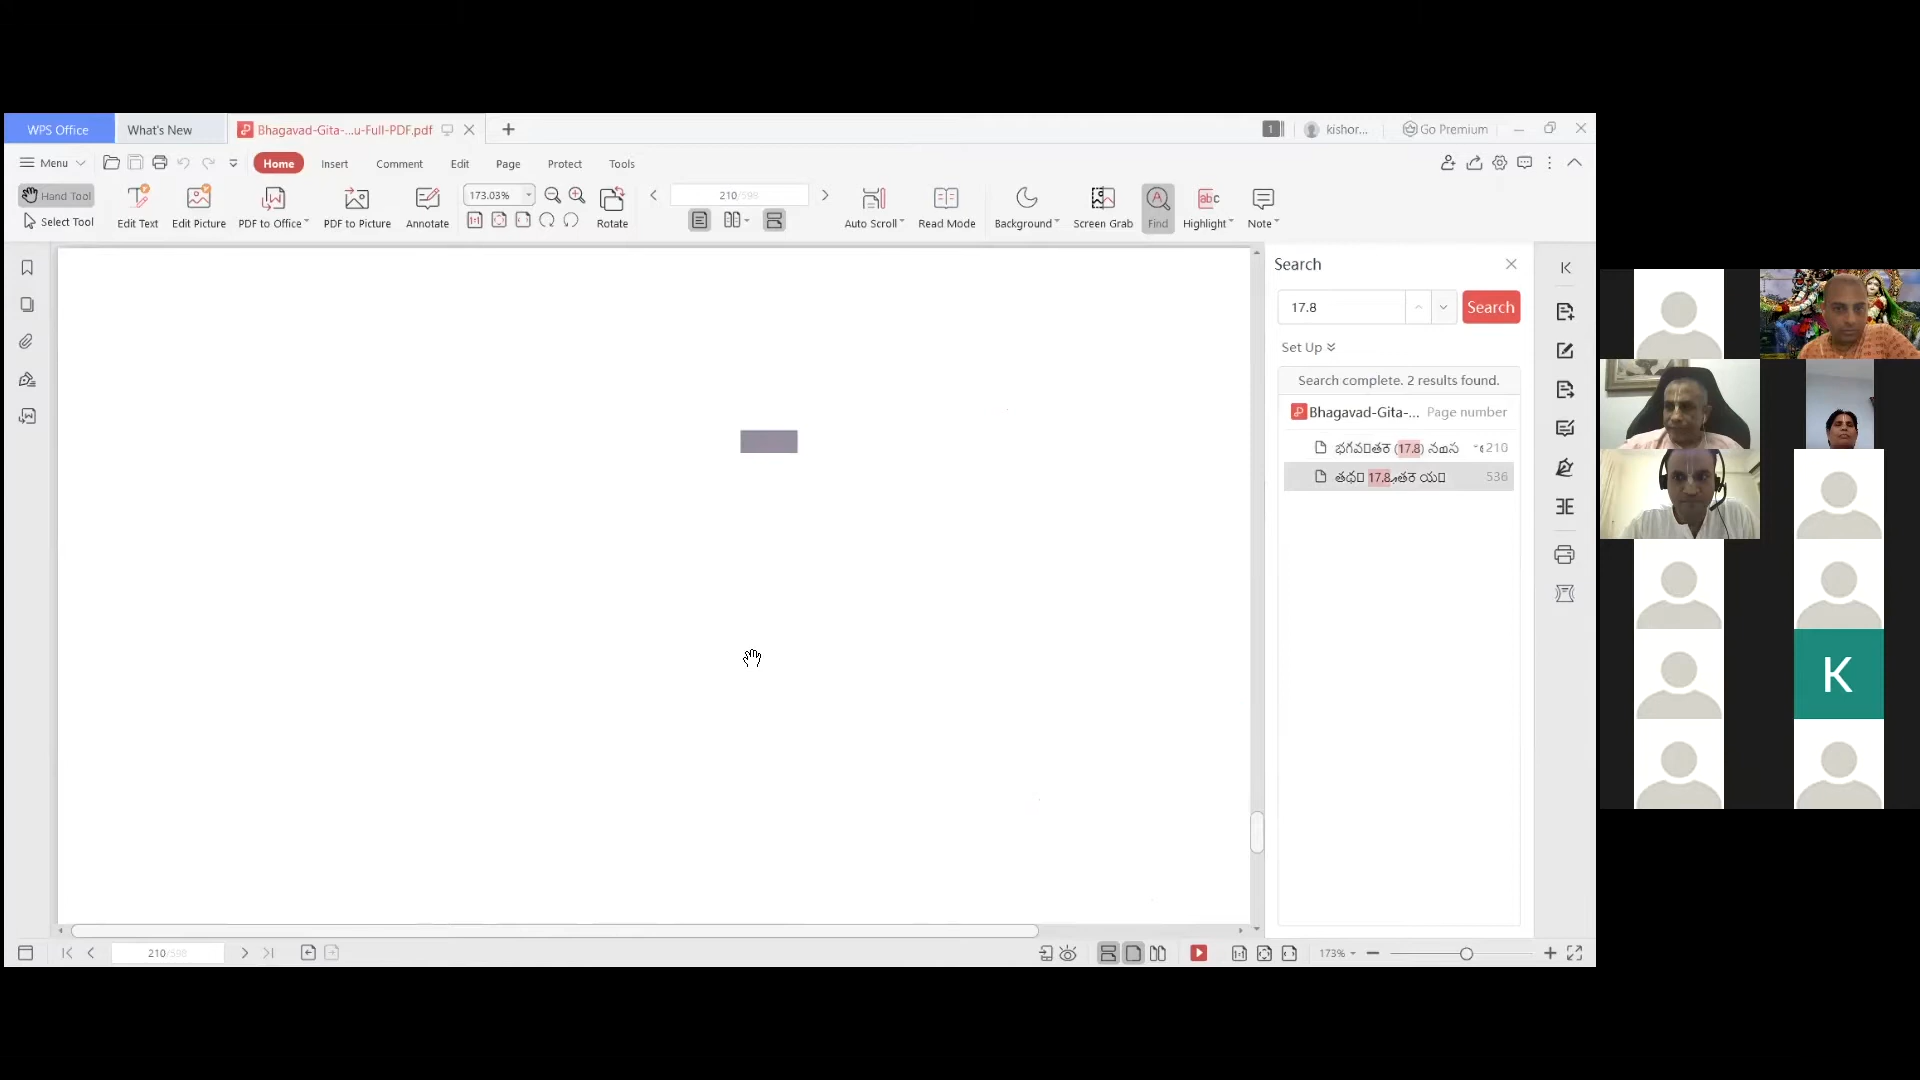 WPS Office
What's New
Bhagavad-Gita-...u-Full-PDF.pdf
1
kishor...
Go Premium
Menu
Home
Insert
Comment
Edit
Page
Protect
Tools
Hand Tool
Select Tool
Edit Text
Edit Picture
PDF to Office
PDF to Picture
Annotate
173.03%
Rotate
210/598
Auto Scroll
Read Mode
Background
Screen Grab
Find
Highlight
Note
Search
17.8
Search
Set Up
Search complete. 2 results found.
Bhagavad-Gita-... Page number
(17.8) 210
17.8 536
K
210/598
173%